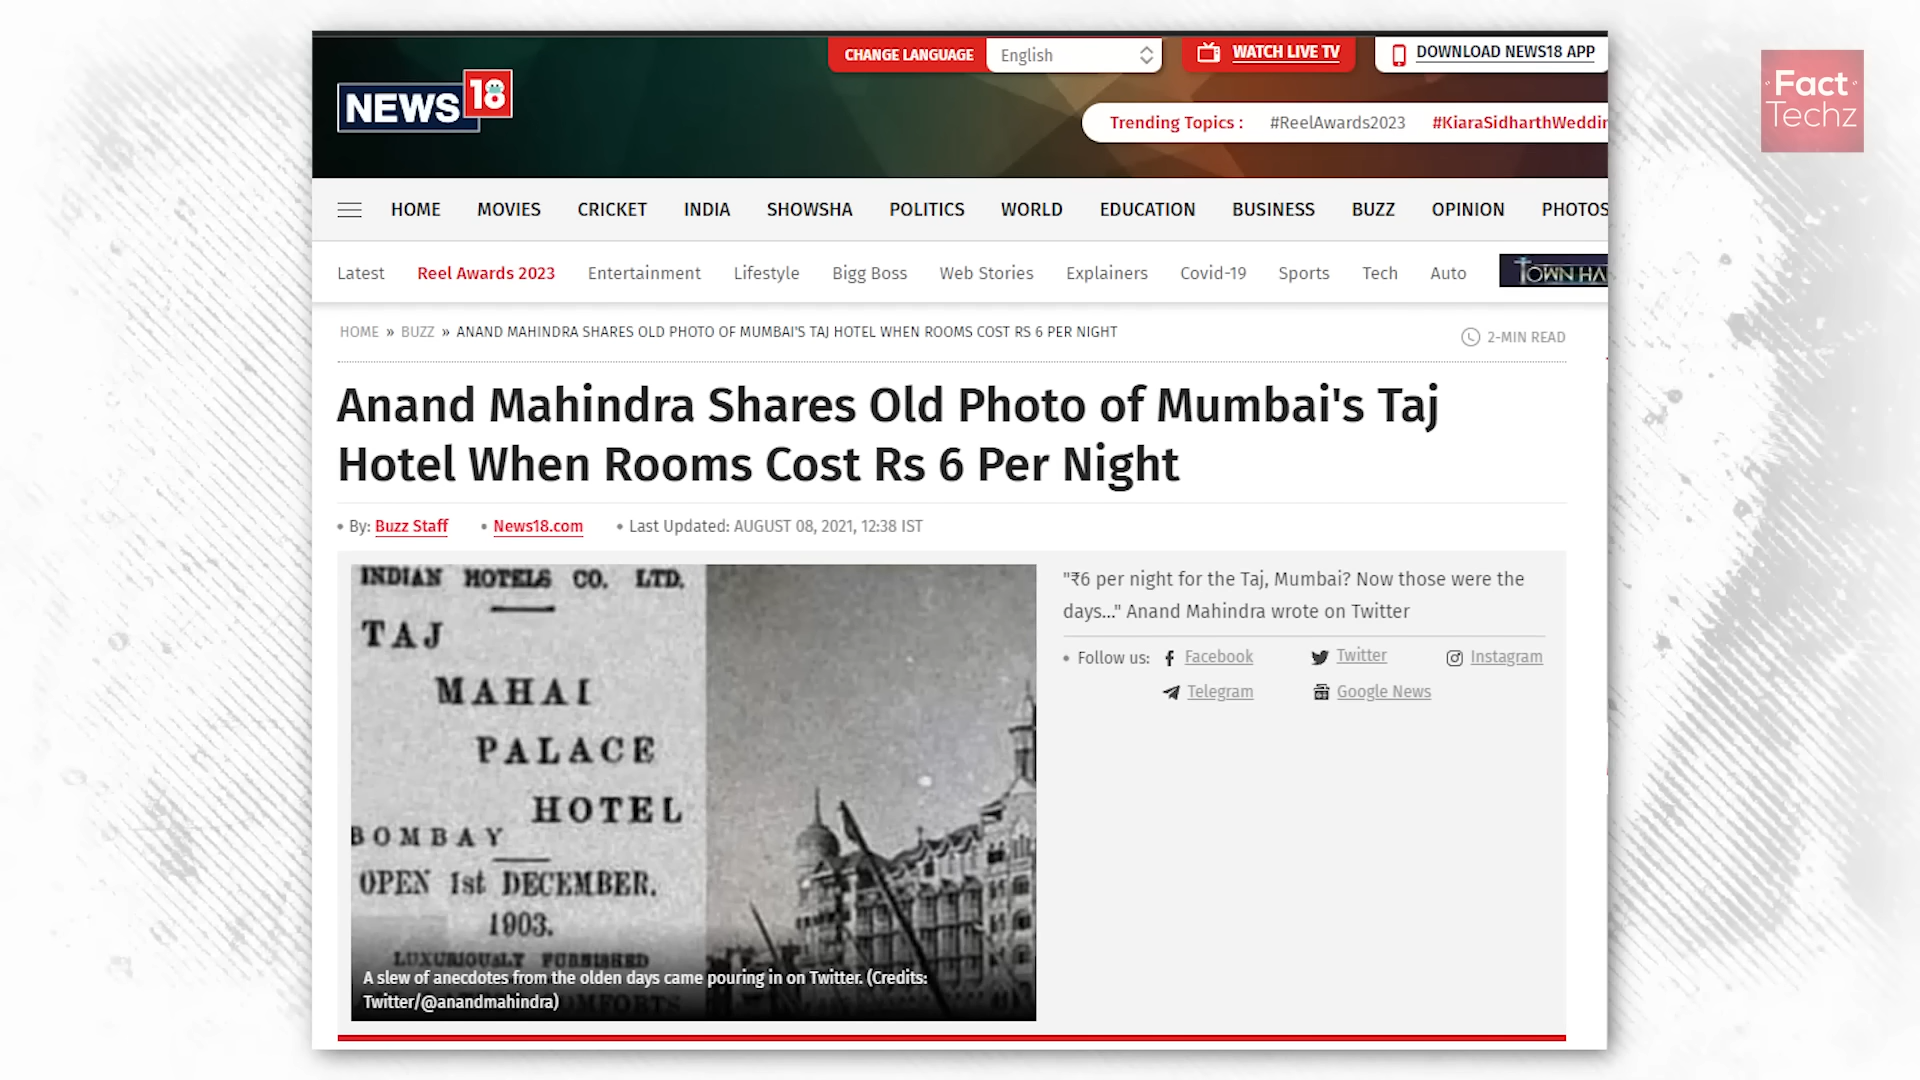 CHANGE LANGUAGE English WATCH LIVE TV DOWNLOAD NEWS18 APP
NEWS 18
Fact
Techz
Trending Topics : #ReelAwards2023 #KiaraSidharthWeddin
HOME MOVIES CRICKET INDIA SHOWSHA POLITICS WORLD EDUCATION BUSINESS BUZZ OPINION PHOTOS
Latest Reel Awards 2023 Entertainment Lifestyle Bigg Boss Web Stories Explainers Covid-19 Sports Tech Auto TOWN HA
HOME » BUZZ » ANAND MAHINDRA SHARES OLD PHOTO OF MUMBAI'S TAJ HOTEL WHEN ROOMS COST RS 6 PER NIGHT
2-MIN READ
Anand Mahindra Shares Old Photo of Mumbai's Taj
Hotel When Rooms Cost Rs 6 Per Night
• By: Buzz Staff • News18.com • Last Updated: AUGUST 08, 2021, 12:38 IST
INDIAN HOTELS CO. LTD.
TAJ
MAHAL
PALACE
HOTEL
BOMBAY
OPEN 1st DECEMBER.
1903.
LUXURIOUSLY FURNISHED
A slew of anecdotes from the olden days came pouring in on Twitter. (Credits:
Twitter/@anandmahindra)
"₹6 per night for the Taj, Mumbai? Now those were the
days..." Anand Mahindra wrote on Twitter
• Follow us: Facebook Twitter Instagram
Telegram Google News